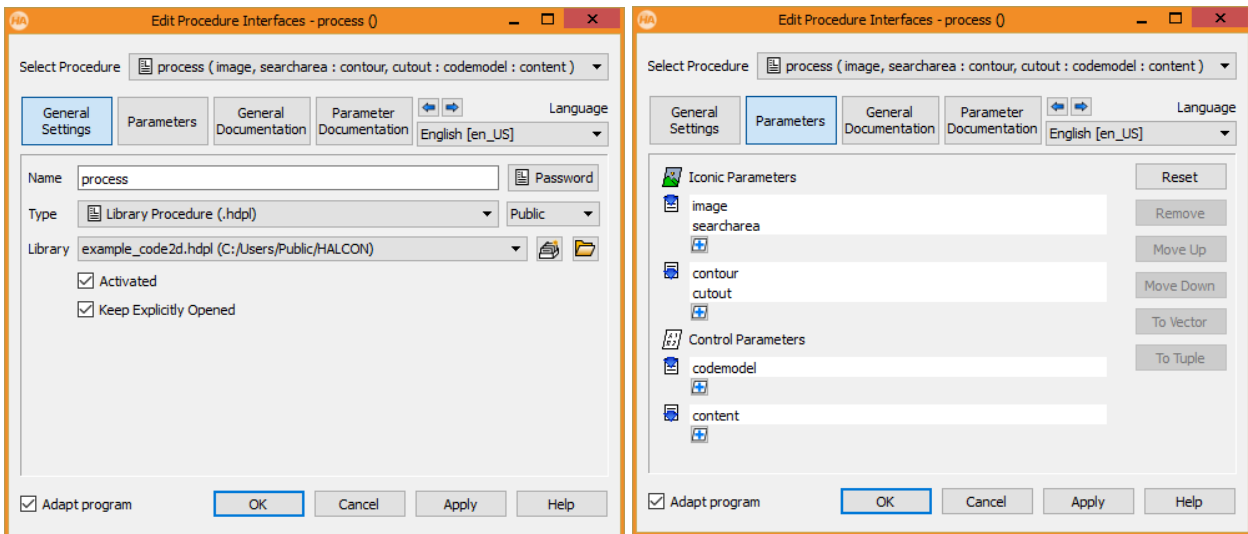 HA Edit Procedure Interfaces - process ()
Select Procedure process ( image, searcharea : contour, cutout : codemodel : content )
General Settings
Parameters
General Documentation
Parameter Documentation
Language
English [en_US]
Name process Password
Type Library Procedure (.hdpl) Public
Library example_code2d.hdpl (C:/Users/Public/HALCON)
Activated
Keep Explicitly Opened
Adapt program OK Cancel Apply Help
HA Edit Procedure Interfaces - process ()
Select Procedure process ( image, searcharea : contour, cutout : codemodel : content )
General Settings
Parameters
General Documentation
Parameter Documentation
Language
English [en_US]
Iconic Parameters
image
searcharea
contour
cutout
Control Parameters
codemodel
content
Reset
Remove
Move Up
Move Down
To Vector
To Tuple
Adapt program OK Cancel Apply Help